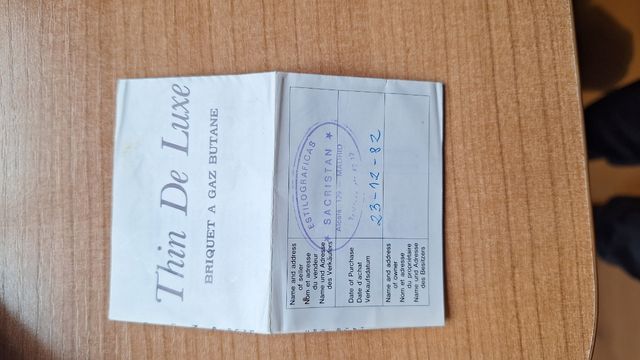 Thin De Luxe
BRIQUET A GAZ BUTANE
Name and address
of seller
Nom et adresse
du vendeur
Name und Adresse
des Verkäufers
ESTILOGRAFICAS
★ SACRISTAN ★
Alcalá, 129 - MADRID
Date of Purchase
Date d'achat
Verkaufsdatum
23-12-82
Name and address
of owner
Nom et adresse
du propriétaire
Name und Adresse
des Besitzers